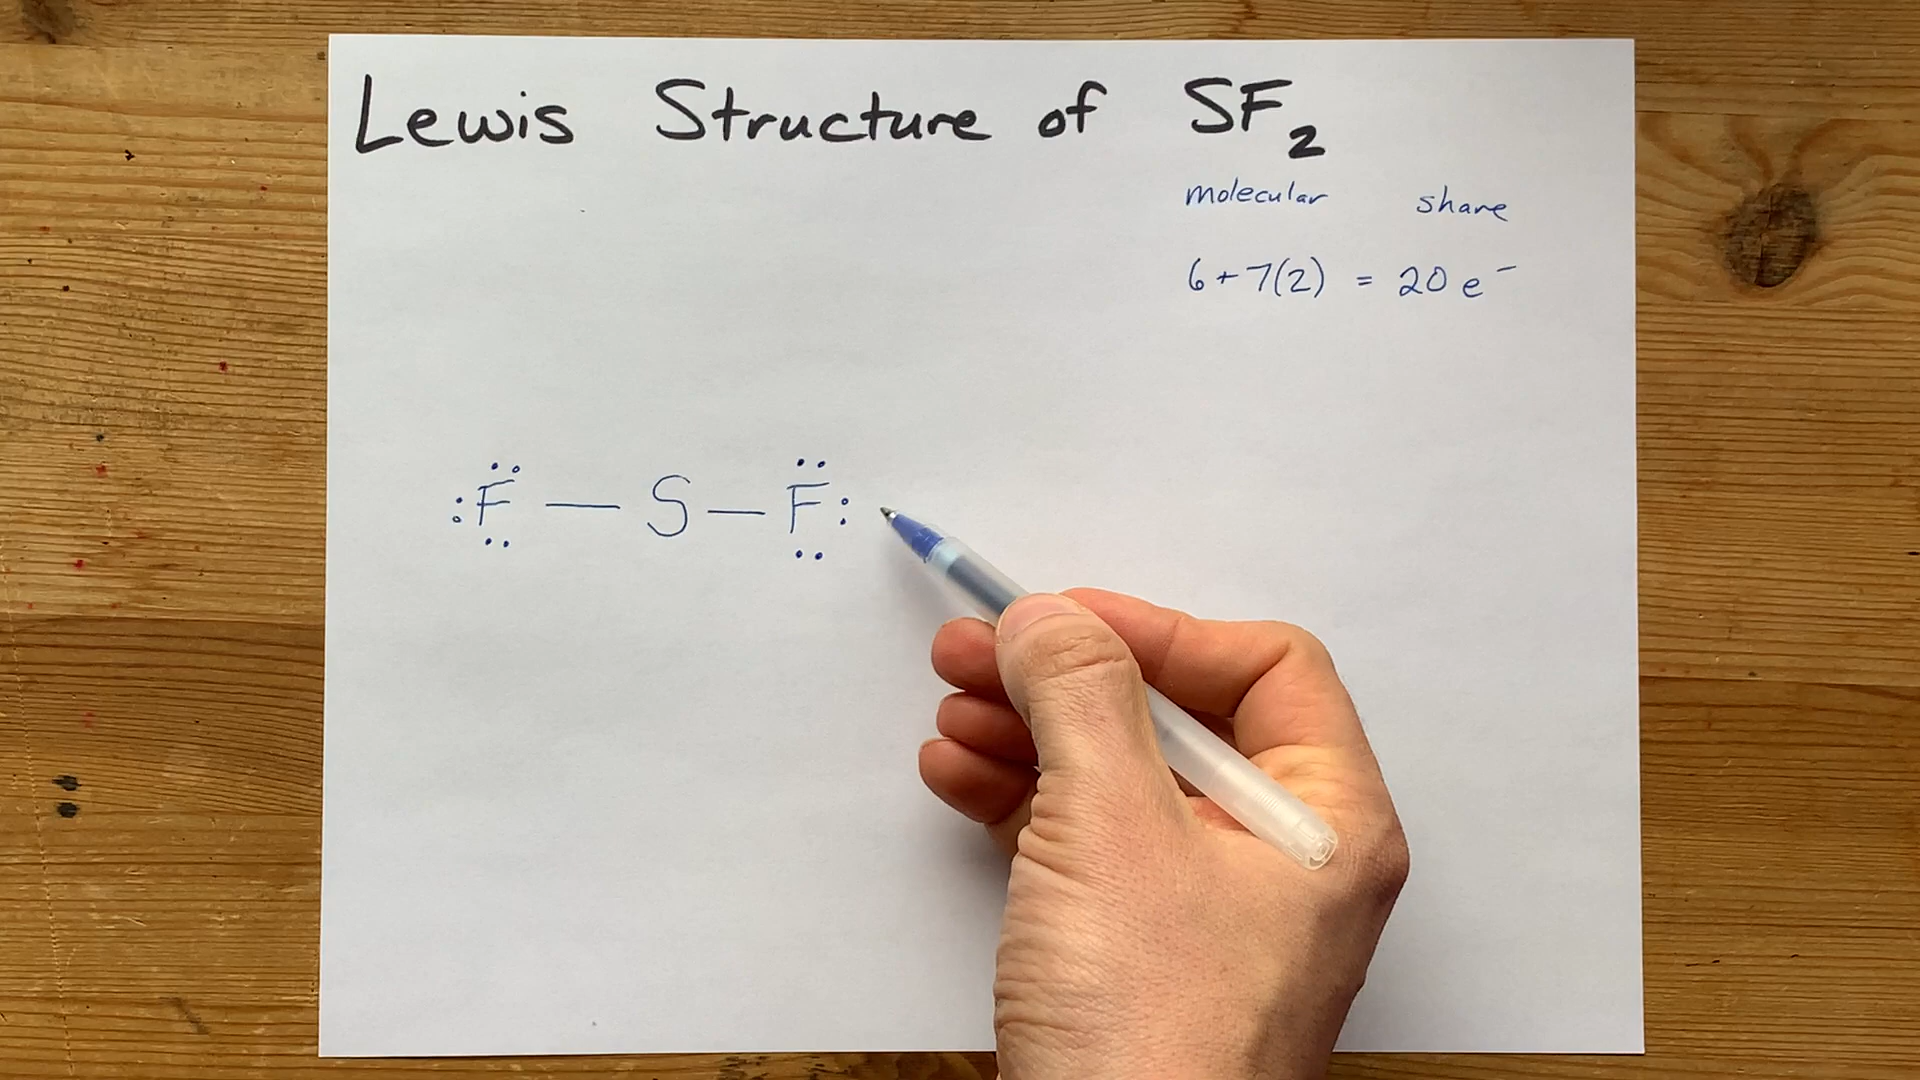 Lewis Structure of SF₂
molecular share
6+7(2) = 20 e⁻
:F̤̈ — S — F̤̈: